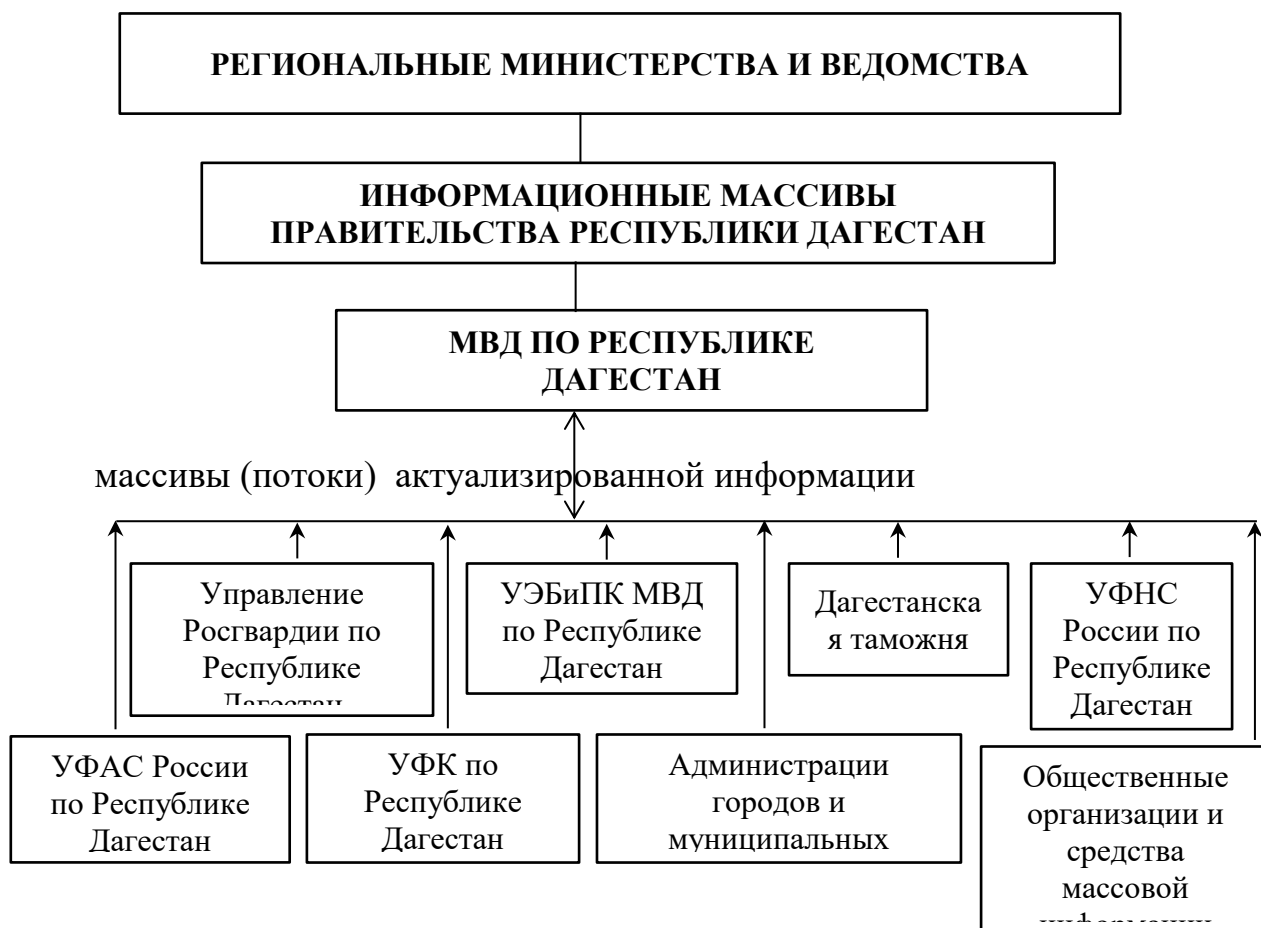 РЕГИОНАЛЬНЫЕ МИНИСТЕРСТВА И ВЕДОМСТВА
ИНФОРМАЦИОННЫЕ МАССИВЫ
ПРАВИТЕЛЬСТВА РЕСПУБЛИКИ ДАГЕСТАН
МВД ПО РЕСПУБЛИКЕ
ДАГЕСТАН
массивы (потоки) актуализированной информации
Управление
Росгвардии по
Республике
Дагестан
УЭБиПК МВД
по Республике
Дагестан
Дагестанска
я таможня
УФНС
России по
Республике
Дагестан
УФАС России
по Республике
Дагестан
УФК по
Республике
Дагестан
Администрации
городов и
муниципальных
Общественные
организации и
средства
массовой